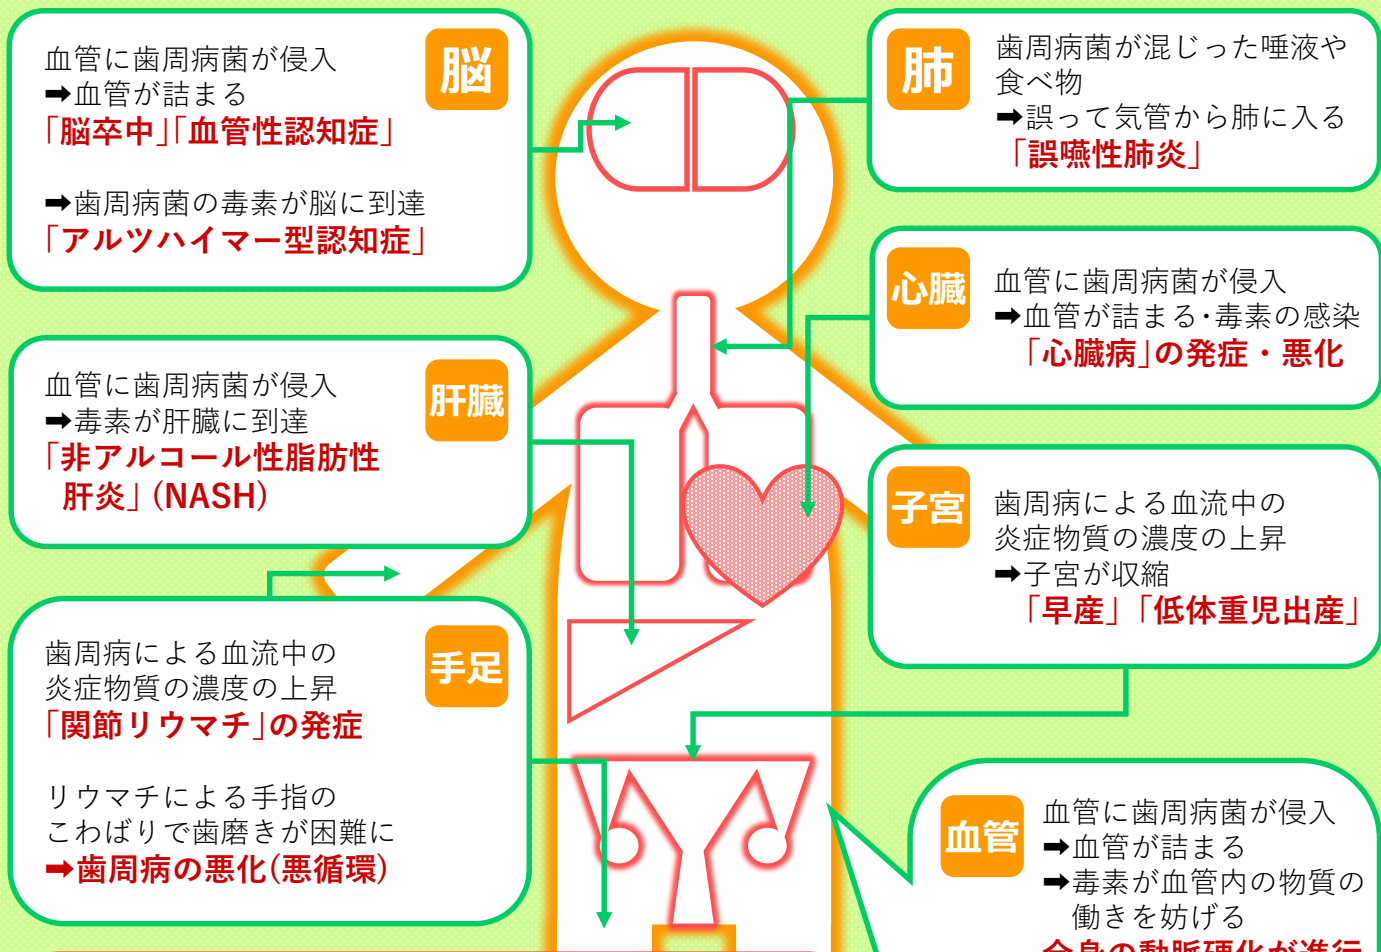 脳
血管に歯周病菌が侵入
➡血管が詰まる
「脳卒中」「血管性認知症」
➡歯周病菌の毒素が脳に到達
「アルツハイマー型認知症」
肺
歯周病菌が混じった唾液や
食べ物
➡誤って気管から肺に入る
「誤嚥性肺炎」
心臓
血管に歯周病菌が侵入
➡血管が詰まる・毒素の感染
「心臓病」の発症・悪化
肝臓
血管に歯周病菌が侵入
➡毒素が肝臓に到達
「非アルコール性脂肪性
肝炎」(NASH)
子宮
歯周病による血流中の
炎症物質の濃度の上昇
➡子宮が収縮
「早産」「低体重児出産」
手足
歯周病による血流中の
炎症物質の濃度の上昇
「関節リウマチ」の発症
リウマチによる手指の
こわばりで歯磨きが困難に
➡歯周病の悪化(悪循環)
血管
血管に歯周病菌が侵入
➡血管が詰まる
➡毒素が血管内の物質の
働きを妨げる
全身の動脈硬化が進行